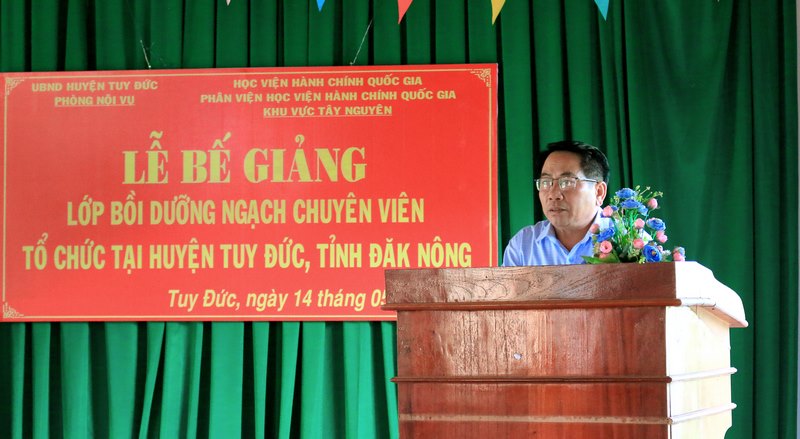 UBND HUYỆN TUY ĐỨC
PHÒNG NỘI VỤ
HỌC VIỆN HÀNH CHÍNH QUỐC GIA
PHÂN VIỆN HỌC VIỆN HÀNH CHÍNH QUỐC GIA
KHU VỰC TÂY NGUYÊN
LỄ BẾ GIẢNG
LỚP BỒI DƯỠNG NGẠCH CHUYÊN VIÊN
TỔ CHỨC TẠI HUYỆN TUY ĐỨC, TỈNH ĐĂK NÔNG
Tuy Đức, ngày 14 tháng